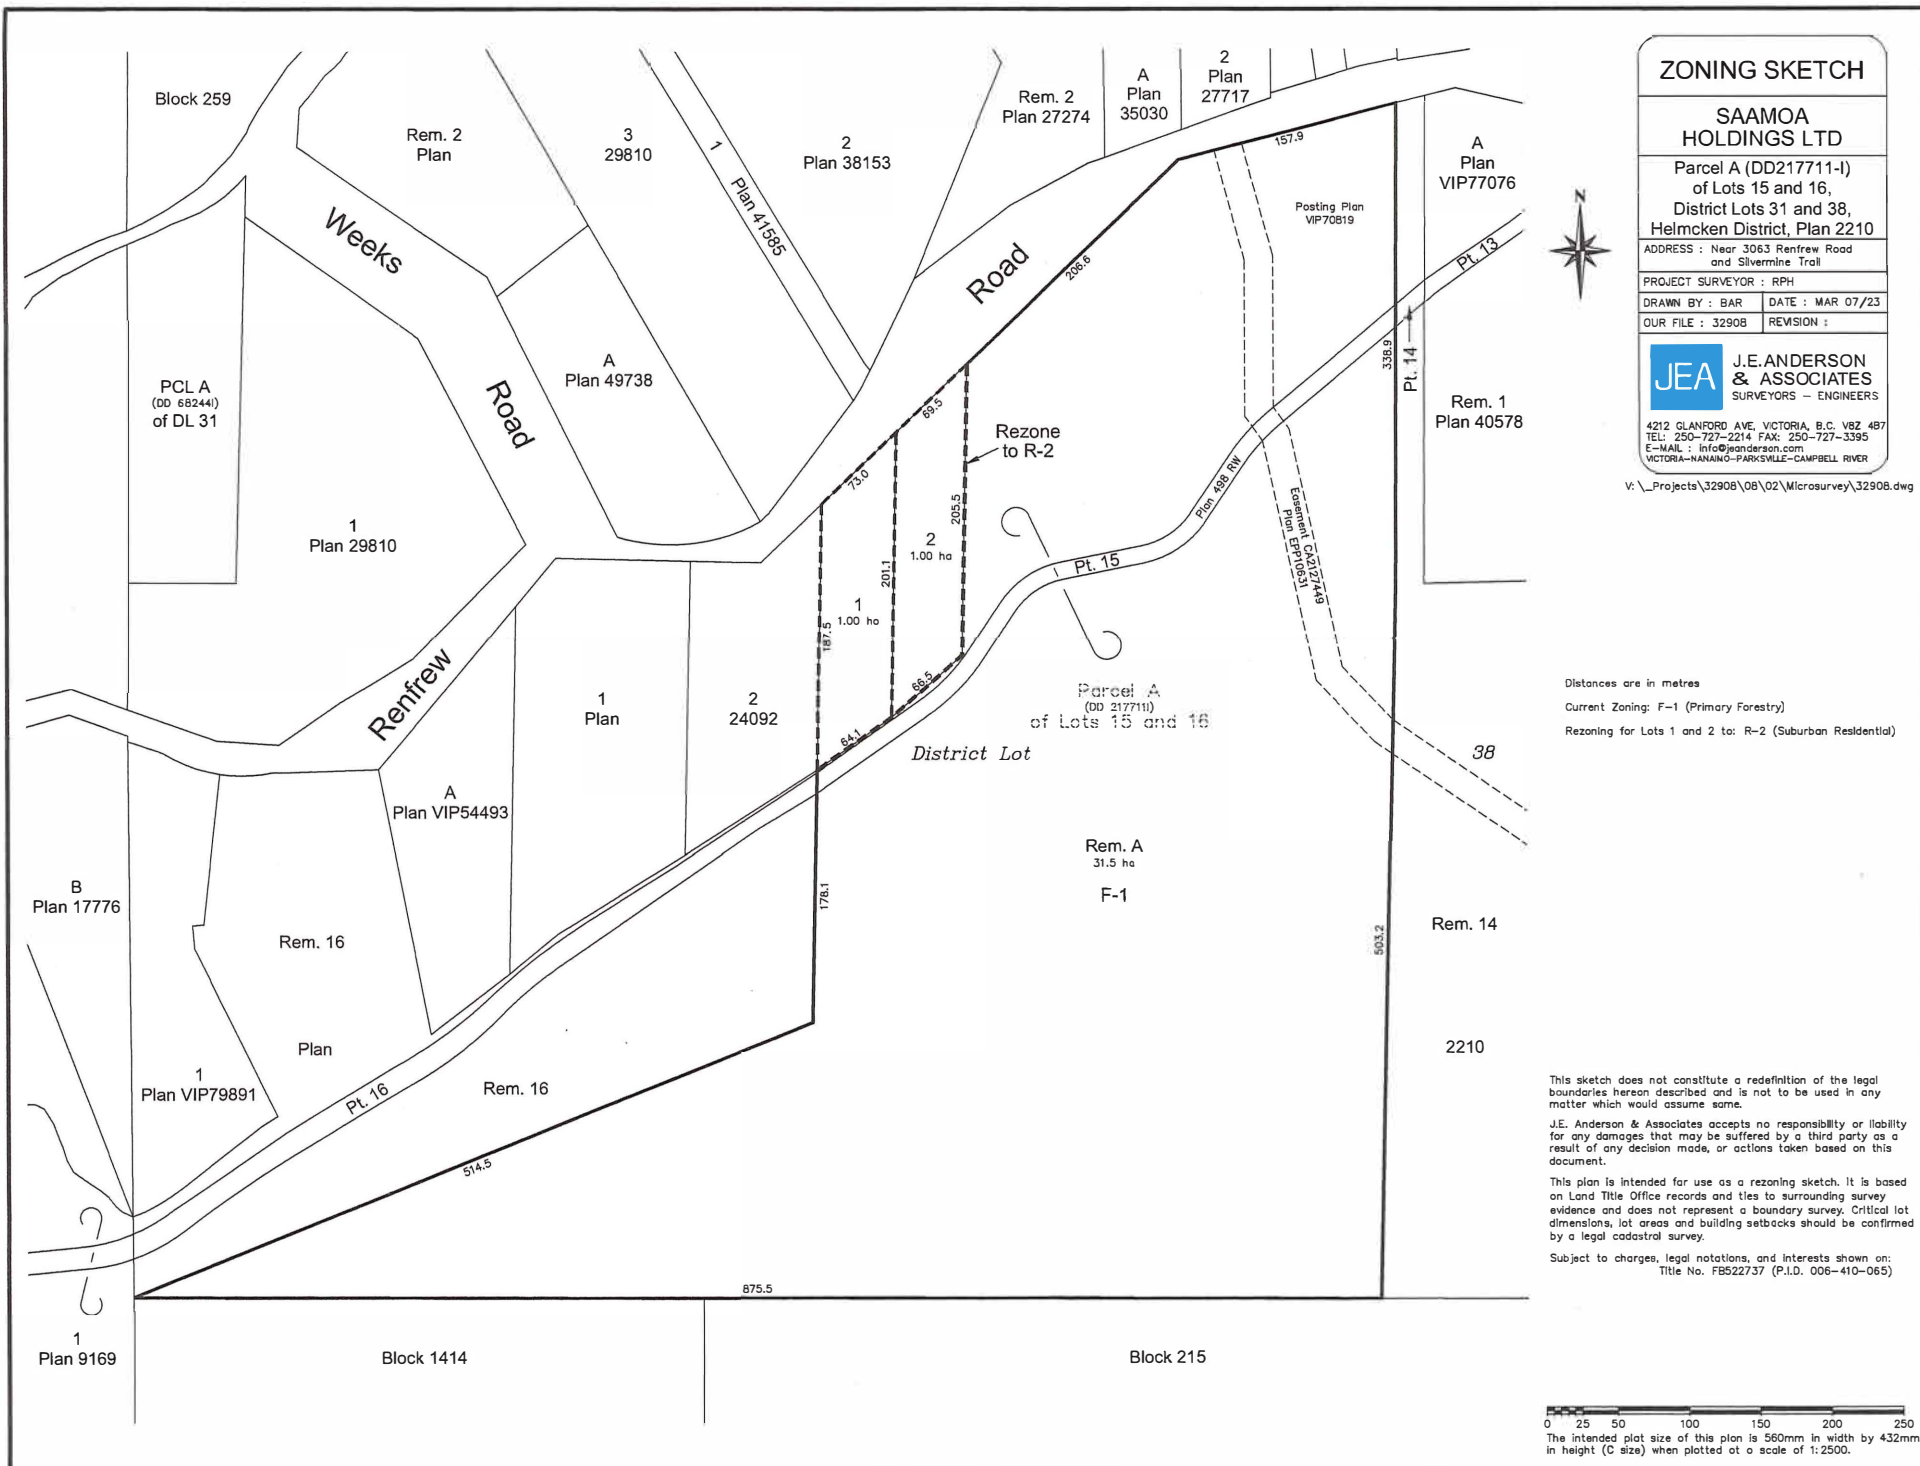 ZONING SKETCH
SAAMOA
HOLDINGS LTD
Parcel A (DD217711-I)
of Lots 15 and 16,
District Lots 31 and 38,
Helmcken District, Plan 2210
ADDRESS : Near 3063 Renfrew Road
and Silvermine Trail
PROJECT SURVEYOR : RPH
DRAWN BY : BAR
DATE : MAR 07/23
OUR FILE : 32908
REVISION :
JEA
J.E.ANDERSON
& ASSOCIATES
SURVEYORS – ENGINEERS
4212 GLANFORD AVE, VICTORIA, B.C. V8Z 4B7
TEL: 250-727-2214 FAX: 250-727-3395
E-MAIL : info@jeanderson.com
VICTORIA-NANAIMO-PARKSVILLE-CAMPBELL RIVER
V:\_Projects\32908\08\02\Microsurvey\32908.dwg
N
Block 259
Rem. 2
Plan
3
29810
1
Plan 41585
2
Plan 38153
Rem. 2
Plan 27274
A
Plan
35030
2
Plan
27717
A
Plan
VIP77076
157.9
Posting Plan
VIP70819
Pt. 13
Weeks
Road
Road
206.6
338.9
Pt. 14
PCL A
(DD 68244I)
of DL 31
A
Plan 49738
69.5
73.0
Rezone
to R-2
Rem. 1
Plan 40578
Plan 498 RW
Easement CA2127449
Plan EPP10631
1
Plan 29810
205.5
2
1.00 ha
201.1
1
1.00 ha
187.5
Pt. 15
Renfrew
66.5
64.1
1
Plan
2
24092
Parcel A
(DD 217711I)
of Lots 15 and 16
District Lot
38
A
Plan VIP54493
Rem. A
31.5 ha
F-1
178.1
503.2
B
Plan 17776
Rem. 16
Plan
Rem. 14
2210
1
Plan VIP79891
Pt. 16
Rem. 16
514.5
875.5
1
Plan 9169
Block 1414
Block 215
Distances are in metres
Current Zoning: F-1 (Primary Forestry)
Rezoning for Lots 1 and 2 to: R-2 (Suburban Residential)
This sketch does not constitute a redefinition of the legal
boundaries hereon described and is not to be used in any
matter which would assume same.
J.E. Anderson & Associates accepts no responsibility or liability
for any damages that may be suffered by a third party as a
result of any decision made, or actions taken based on this
document.
This plan is intended for use as a rezoning sketch. It is based
on Land Title Office records and ties to surrounding survey
evidence and does not represent a boundary survey. Critical lot
dimensions, lot areas and building setbacks should be confirmed
by a legal cadastral survey.
Subject to charges, legal notations, and interests shown on:
Title No. FB522737 (P.I.D. 006-410-065)
0 25 50 100 150 200 250
The intended plot size of this plan is 560mm in width by 432mm
in height (C size) when plotted at a scale of 1:2500.